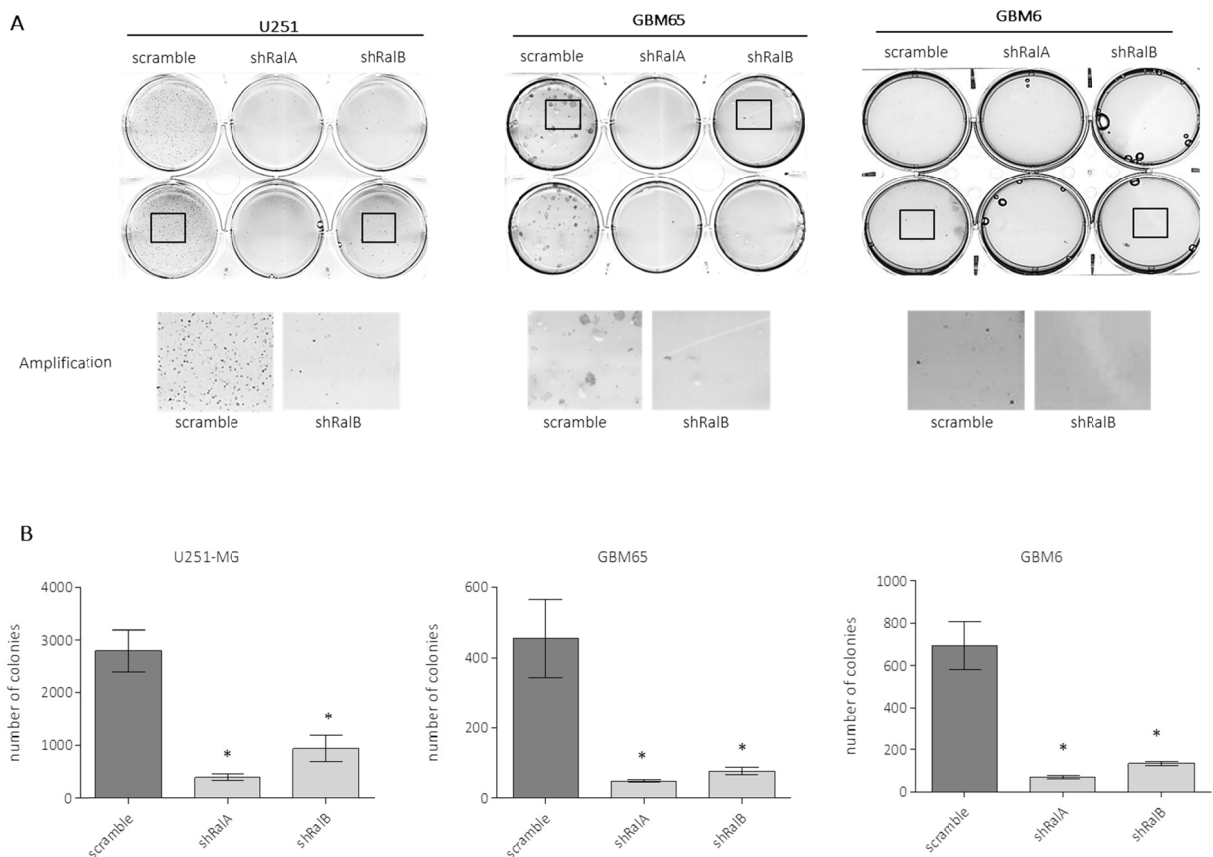 A
U251
GBM65
GBM6
scramble shRalA shRalB
scramble shRalA shRalB
scramble shRalA shRalB
Amplification
scramble shRalB
scramble shRalB
scramble shRalB
B
U251-MG
number of colonies
4000
3000
2000
1000
0
*
*
scramble
shRalA
shRalB
GBM65
number of colonies
600
400
200
0
*
*
scramble
shRalA
shRalB
GBM6
number of colonies
1000
800
600
400
200
0
*
*
scramble
shRalA
shRalB